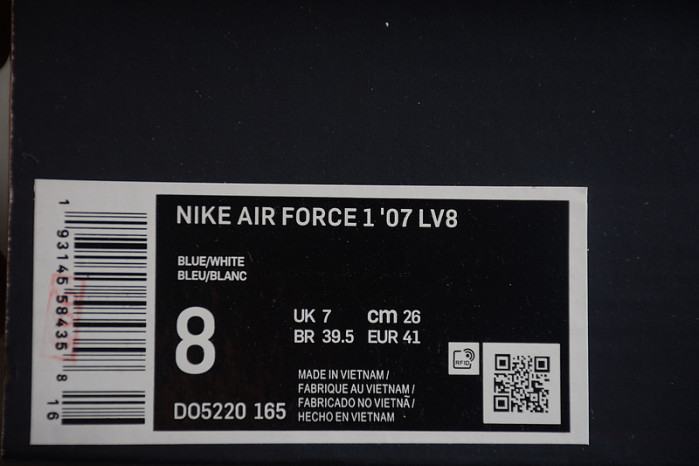 1
93145 58435
8
16
NIKE AIR FORCE 1 '07 LV8
BLUE/WHITE
BLEU/BLANC
8
UK 7 cm 26
BR 39.5 EUR 41
RFID
MADE IN VIETNAM /
FABRIQUE AU VIETNAM /
FABRICADO NO VIETNÃ /
HECHO EN VIETNAM
DO5220 165